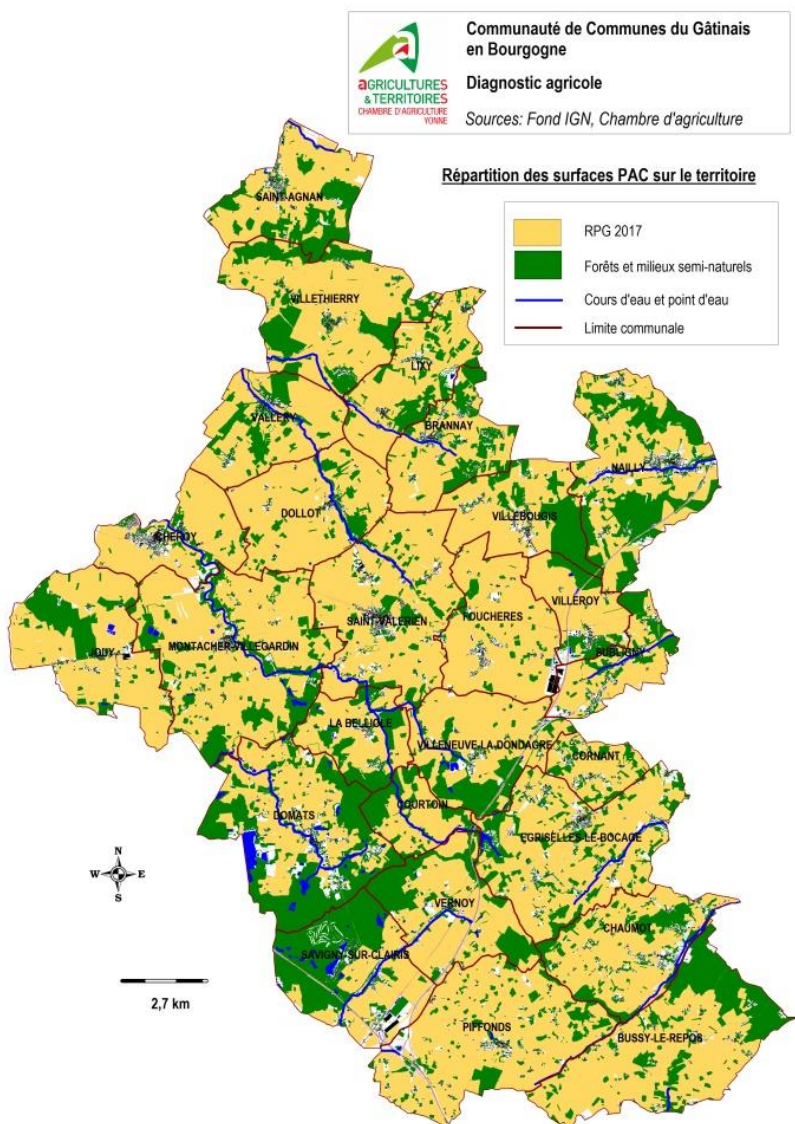 Communauté de Communes du Gâtinais
en Bourgogne
Diagnostic agricole
Sources: Fond IGN, Chambre d'agriculture
aGRICULTURES
& TERRITOIRES
CHAMBRE D'AGRICULTURE
YONNE
Répartition des surfaces PAC sur le territoire
RPG 2017
Forêts et milieux semi-naturels
Cours d'eau et point d'eau
Limite communale
SAINT-AGNAN
VILLETHIERRY
LIXY
VALLERY
BRANNAY
NAILLY
DOLLOT
VILLEBOUGIS
CHEROY
VILLEROY
SAINT-VALERIEN
FOUCHERES
MONTACHER-VILLEGARDIN
JOUY
SUBLIGNY
LA BELLIOLE
VILLENEUVE-LA-DONDAGRE
CORNANT
COURTOIN
DOMATS
EGRISELLES-LE-BOCAGE
N
W E
S
VERNOY
CHAUMOT
SAVIGNY-SUR-CLAIRIS
2,7 km
PIFFONDS
BUSSY-LE-REPOS